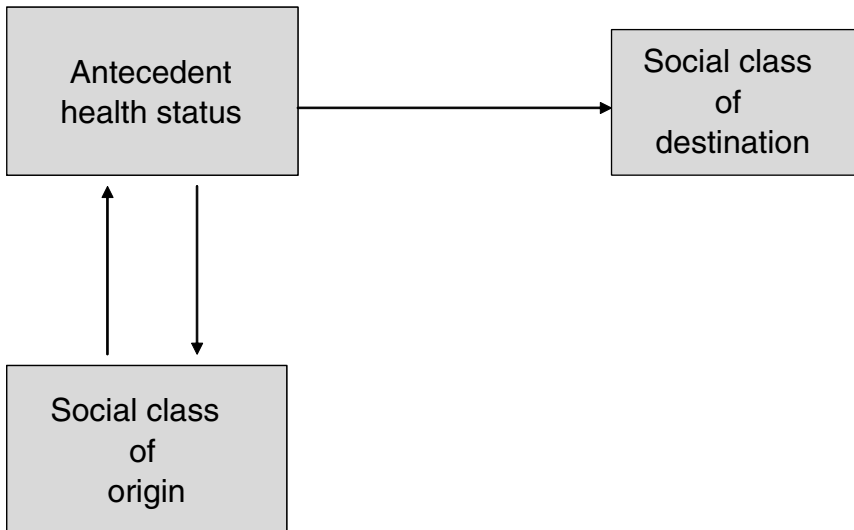 Antecedent
health status
Social class
of
destination
Social class
of
origin